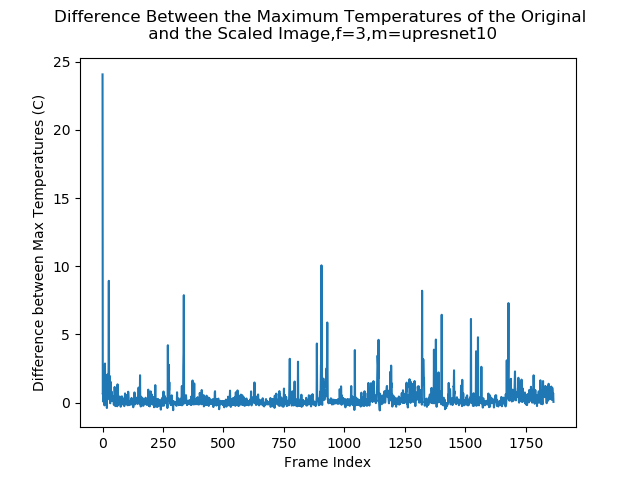 Difference Between the Maximum Temperatures of the Original
and the Scaled Image,f=3,m=upresnet10
25
20
15
10
5
0
Difference between Max Temperatures (C)
0 250 500 750 1000 1250 1500 1750
Frame Index